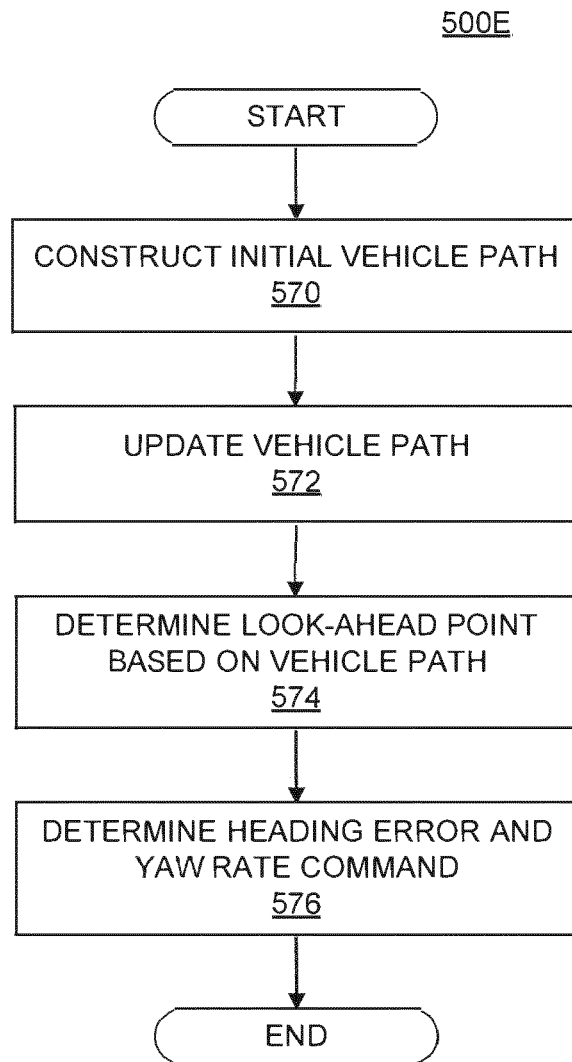 500E
START
CONSTRUCT INITIAL VEHICLE PATH
570
UPDATE VEHICLE PATH
572
DETERMINE LOOK-AHEAD POINT
BASED ON VEHICLE PATH
574
DETERMINE HEADING ERROR AND
YAW RATE COMMAND
576
END